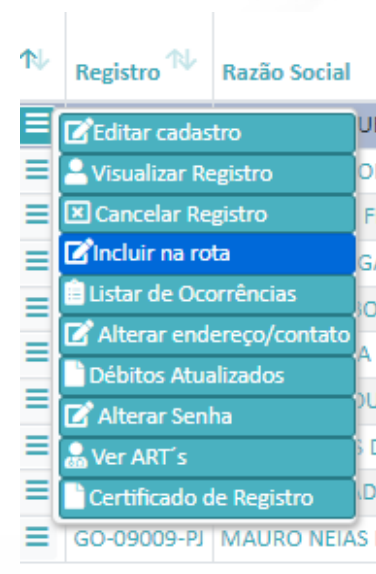 Registro
Razão Social
Editar cadastro
Visualizar Registro
Cancelar Registro
Incluir na rota
Listar de Ocorrências
Alterar endereço/contato
Débitos Atualizados
Alterar Senha
Ver ART´s
Certificado de Registro
GO-09009-PJ MAURO NEIAS